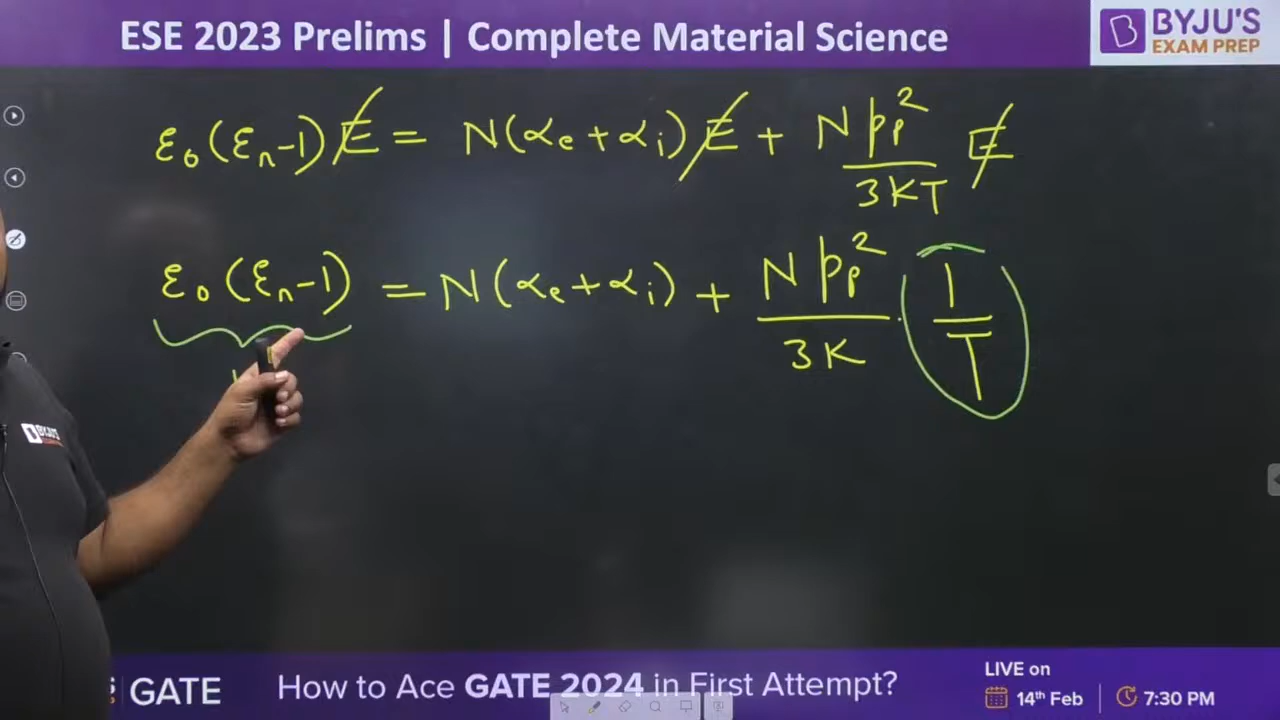 ESE 2023 Prelims | Complete Material Science
BYJU'S
EXAM PREP
ε₀(εᵣ-1)E = N(αₑ+αᵢ)E + Npₚ²/3KT E
ε₀(εᵣ-1) = N(αₑ+αᵢ) + Npₚ²/3K · 1/T
BYJU'S
GATE
How to Ace GATE 2024 in First Attempt?
LIVE on
14th Feb | 7:30 PM